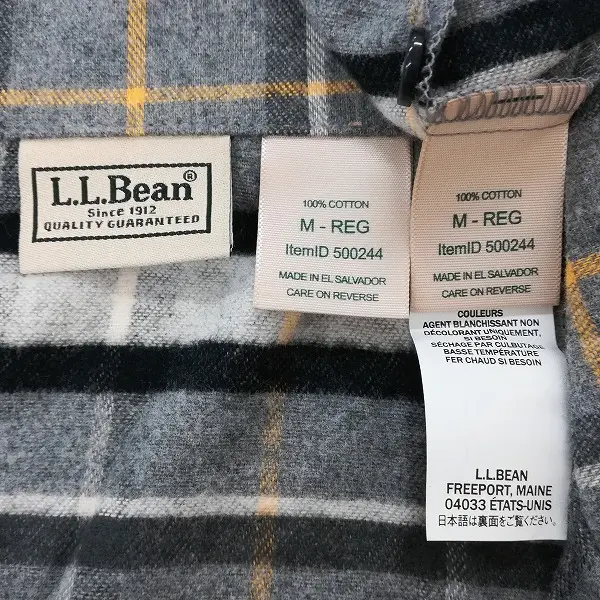 L.L.Bean®
Since 1912
QUALITY GUARANTEED
100% COTTON
M - REG
ItemID 500244
MADE IN EL SALVADOR
CARE ON REVERSE
100% COTTON
M - REG
ItemID 500244
MADE IN EL SALVADOR
CARE ON REVERSE
COULEURS
AGENT BLANCHISSANT NON
DÉCOLORANT UNIQUEMENT,
SI BESOIN
SÉCHAGE PAR CULBUTAGE
BASSE TEMPÉRATURE
FER CHAUD SI BESOIN
L.L.BEAN
FREEPORT, MAINE
04033 ÉTATS-UNIS
日本語は裏面をご覧ください。